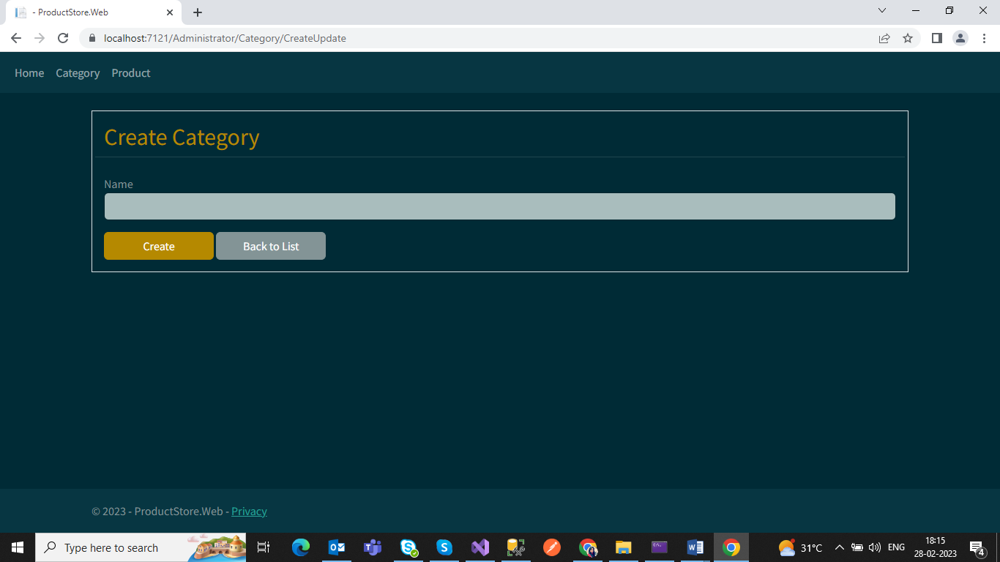 - ProductStore.Web
localhost:7121/Administrator/Category/CreateUpdate
Home Category Product
Create Category
Name
Create Back to List
© 2023 - ProductStore.Web - Privacy
Type here to search
31°C ENG 18:15
28-02-2023
4